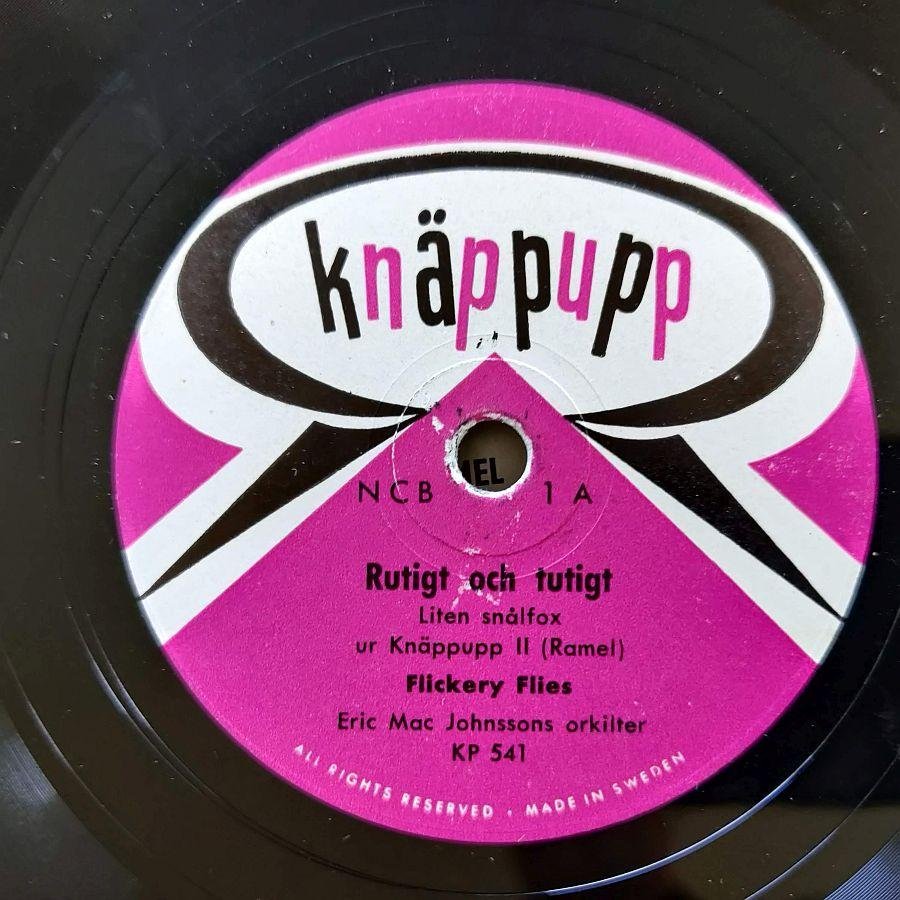 knäppupp
NCB 1 A
Rutigt och tutigt
Liten snålfox
ur Knäppupp II (Ramel)
Flickery Flies
Eric Mac Johnssons orkilter
KP 541
ALL RIGHTS RESERVED · MADE IN SWEDEN